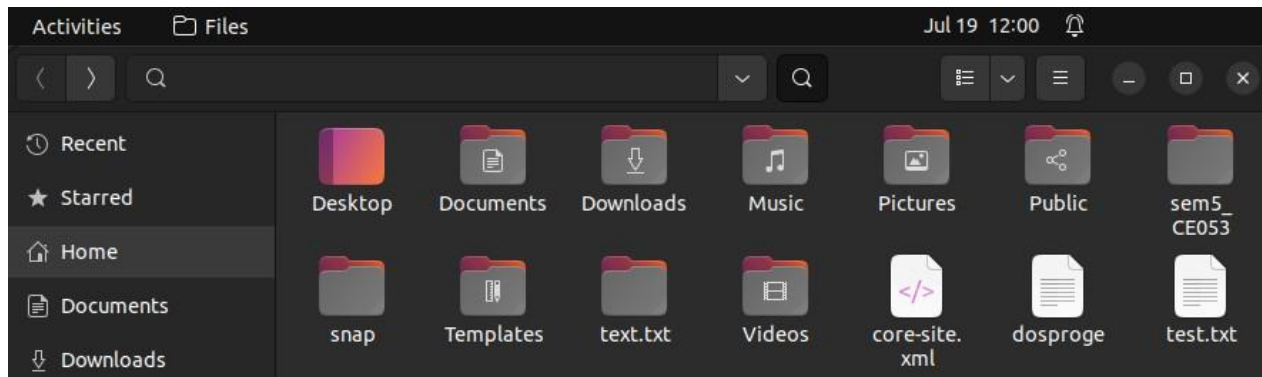 Activities Files Jul 19 12:00
Recent
Starred
Home
Documents
Downloads
Desktop Documents Downloads Music Pictures Public sem5_
CE053
snap Templates text.txt Videos core-site. dosproge test.txt
xml